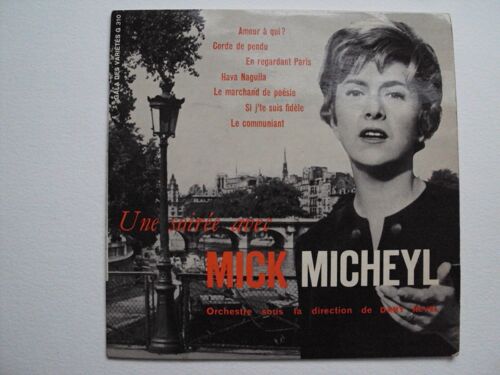 GALA DES VARIÉTÉS G 310
Amour à qui?
Corde de pendu
En regardant Paris
Hava Naguila
Le marchand de poésie
Si j'te suis fidèle
Le communiant
Une soirée avec
MICK MICHEYL
Orchestre sous la direction de